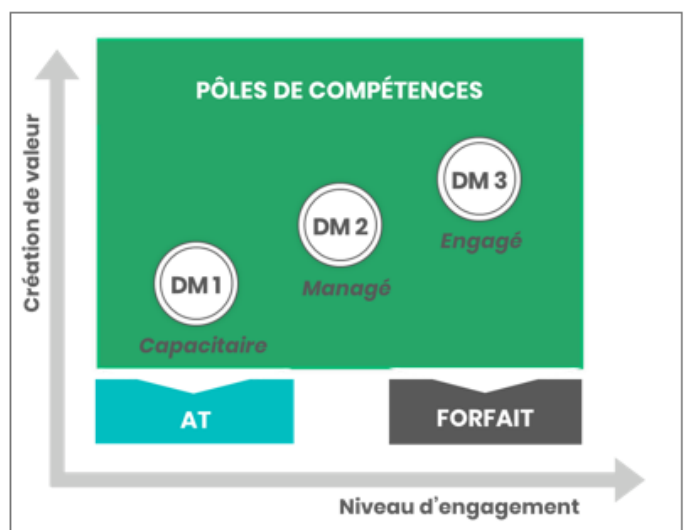 PÔLES DE COMPÉTENCES
Création de valeur
DM 3
Engagé
DM 2
Managé
DM 1
Capacitaire
AT
FORFAIT
Niveau d'engagement